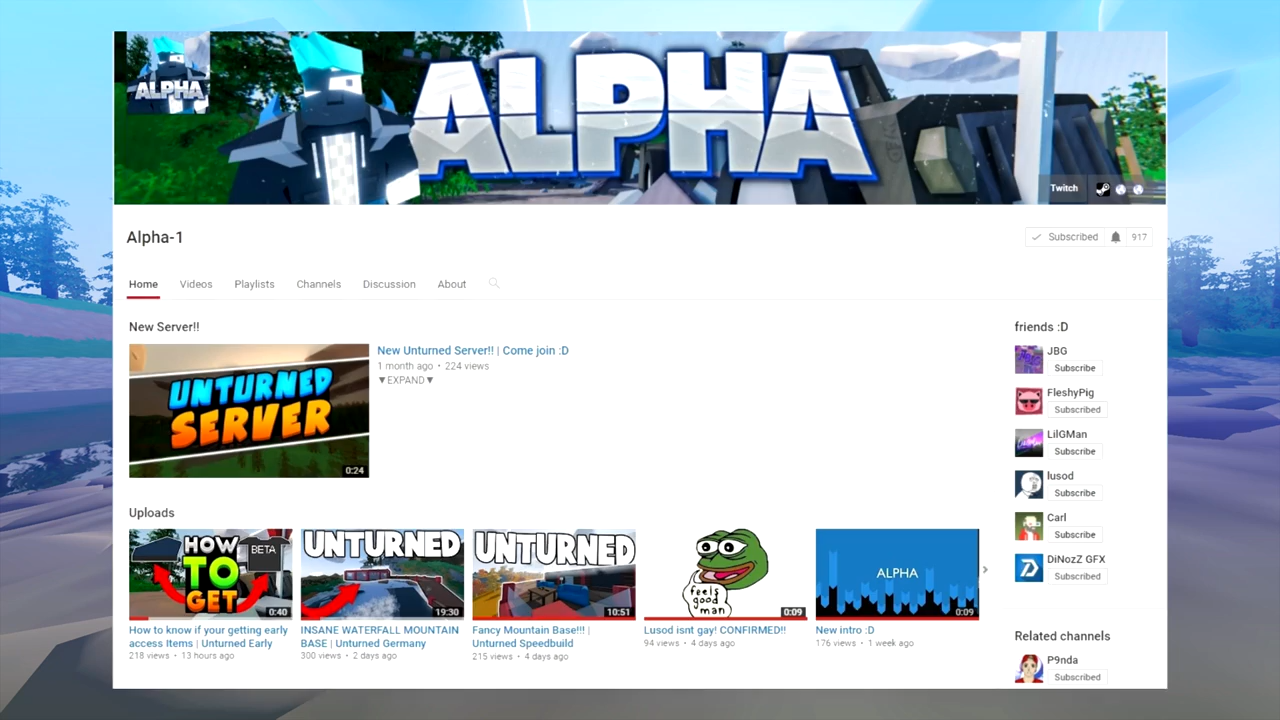 ALPHA
ALPHA
Twitch
Alpha-1
Subscribed 917
Home Videos Playlists Channels Discussion About
New Server!!
UNTURNED
SERVER
0:24
New Unturned Server!! | Come join :D
1 month ago • 224 views
▼EXPAND▼
Uploads
HOW
TO
GET
BETA
0:40
How to know if your getting early
access Items | Unturned Early
218 views • 13 hours ago
UNTURNED
19:30
INSANE WATERFALL MOUNTAIN
BASE | Unturned Germany
300 views • 2 days ago
UNTURNED
10:51
Fancy Mountain Base!!! |
Unturned Speedbuild
215 views • 4 days ago
feels
good
man
0:09
Lusod isnt gay! CONFIRMED!!
94 views • 4 days ago
ALPHA
0:09
New intro :D
176 views • 1 week ago
friends :D
JBG
Subscribe
FleshyPig
Subscribed
LilGMan
Subscribe
lusod
Subscribe
Carl
Subscribe
DiNozZ GFX
Subscribed
Related channels
P9nda
Subscribed